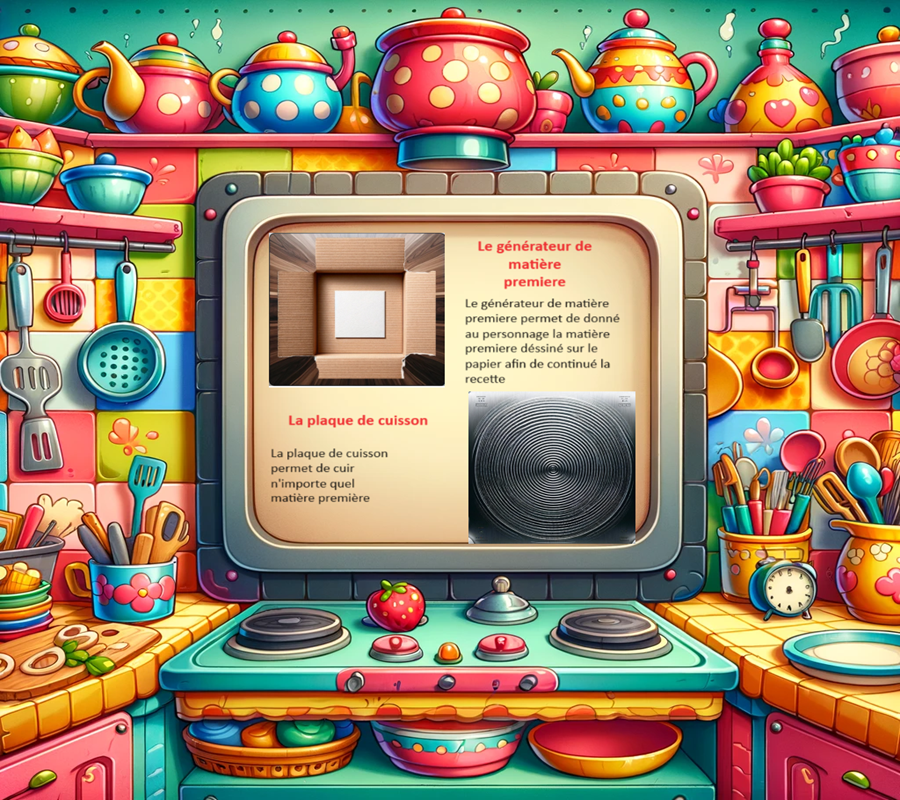 Le générateur de
matière
premiere
Le générateur de matière
premiere permet de donné
au personnage la matière
premiere déssiné sur le
papier afin de continué la
recette
La plaque de cuisson
La plaque de cuisson
permet de cuir
n'importe quel
matière première